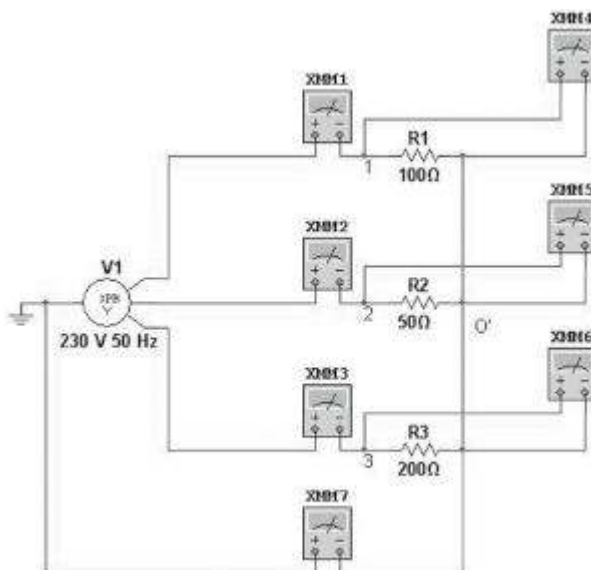 XMM4
XMM1
R1
1
100Ω
XMM5
XMM2
V1
R2
3PH
Y
2
50Ω
O'
230 V 50 Hz
XMM6
XMM3
R3
3
200Ω
XMM7